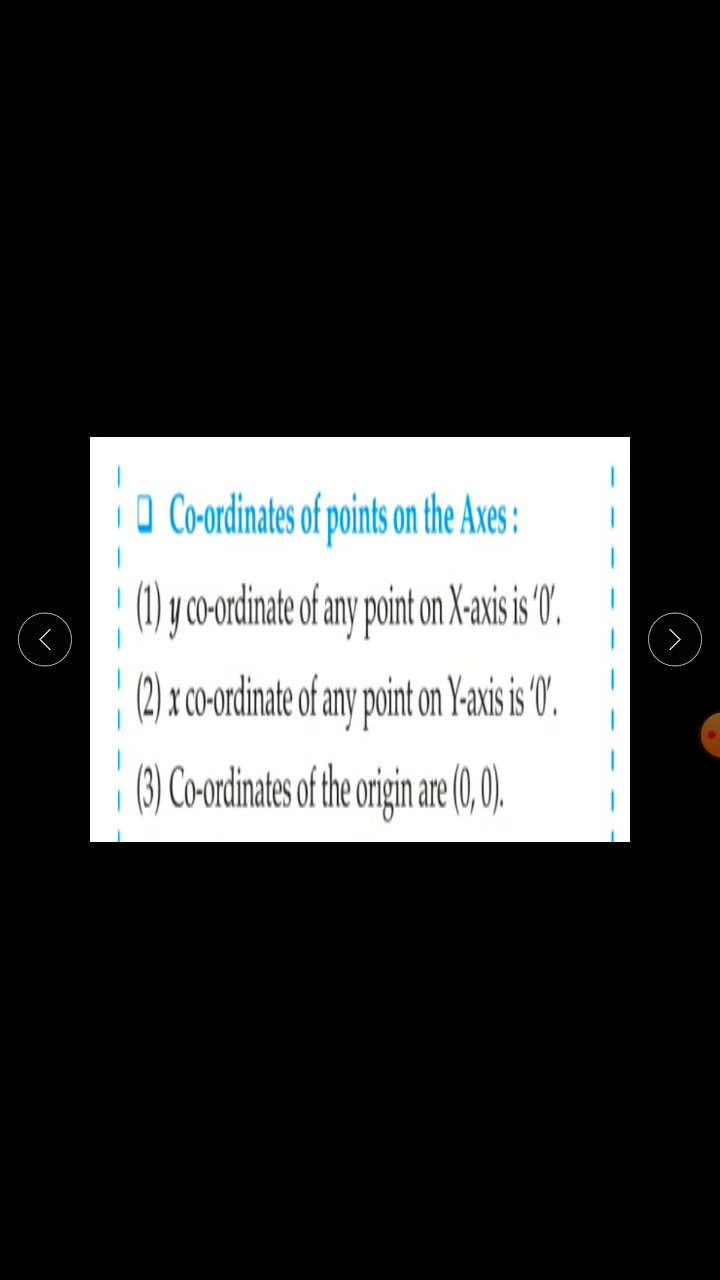 ❑ Co-ordinates of points on the Axes :
(1) y co-ordinate of any point on X-axis is ‘0’.
(2) x co-ordinate of any point on Y-axis is ‘0’.
(3) Co-ordinates of the origin are (0, 0).